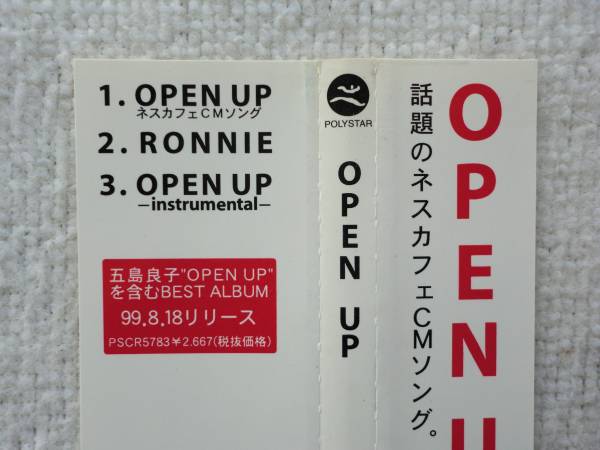 1. OPEN UP
ネスカフェCMソング
2. RONNIE
3. OPEN UP
–instrumental–
五島良子"OPEN UP"
を含むBEST ALBUM
99.8.18リリース
PSCR5783¥2.667(税抜価格)
POLYSTAR
OPEN UP
話題のネスカフェCMソング。
OPEN U